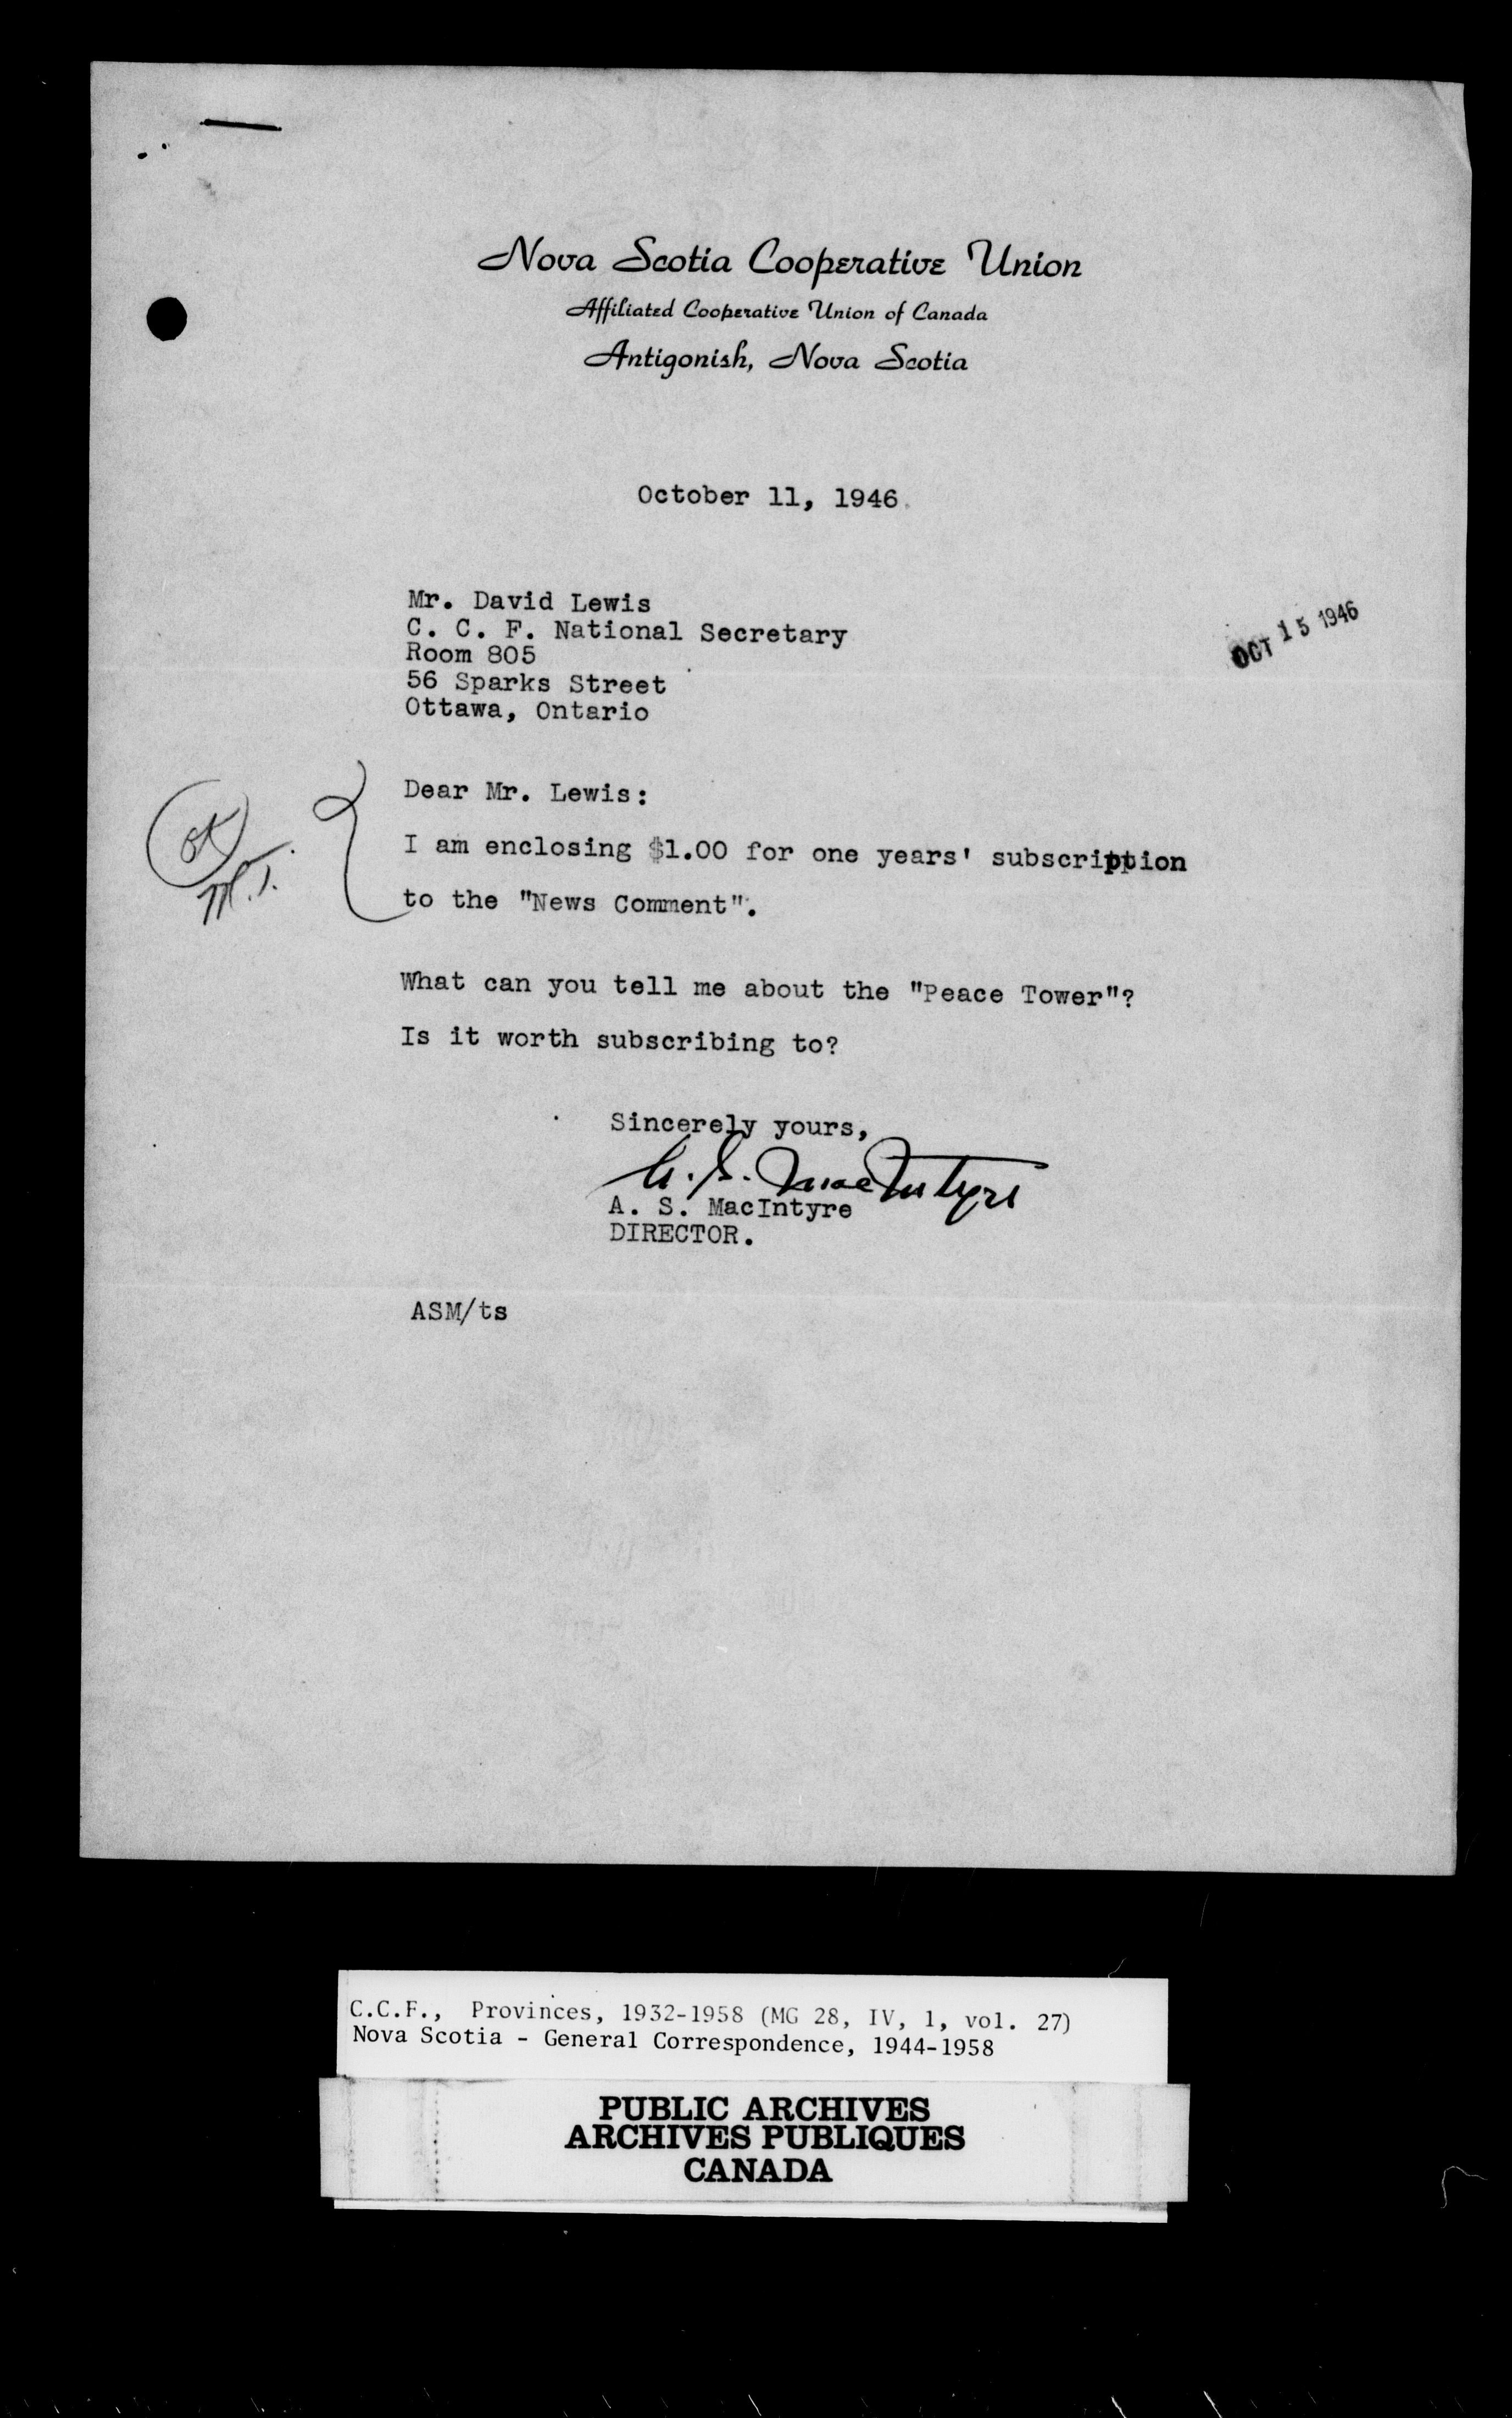 Nova Scotia Cooperative Union
Affiliated Cooperative Union of Canada
Antigonish, Nova Scotia
October 11, 1946.
Mr. David Lewis
C. C. F. National Secretary
Room 805
56 Sparks Street
Ottawa, Ontario
OCT 15 1946
Dear Mr. Lewis:
I am enclosing $1.00 for one years' subscription
to the "News Comment".
OK
M.J.
What can you tell me about the "Peace Tower"?
Is it worth subscribing to?
Sincerely yours,
A. S. MacIntyre
A. S. MacIntyre
DIRECTOR.
ASM/ts
C.C.F., Provinces, 1932-1958 (MG 28, IV, 1, vol. 27)
Nova Scotia - General Correspondence, 1944-1958
PUBLIC ARCHIVES
ARCHIVES PUBLIQUES
CANADA